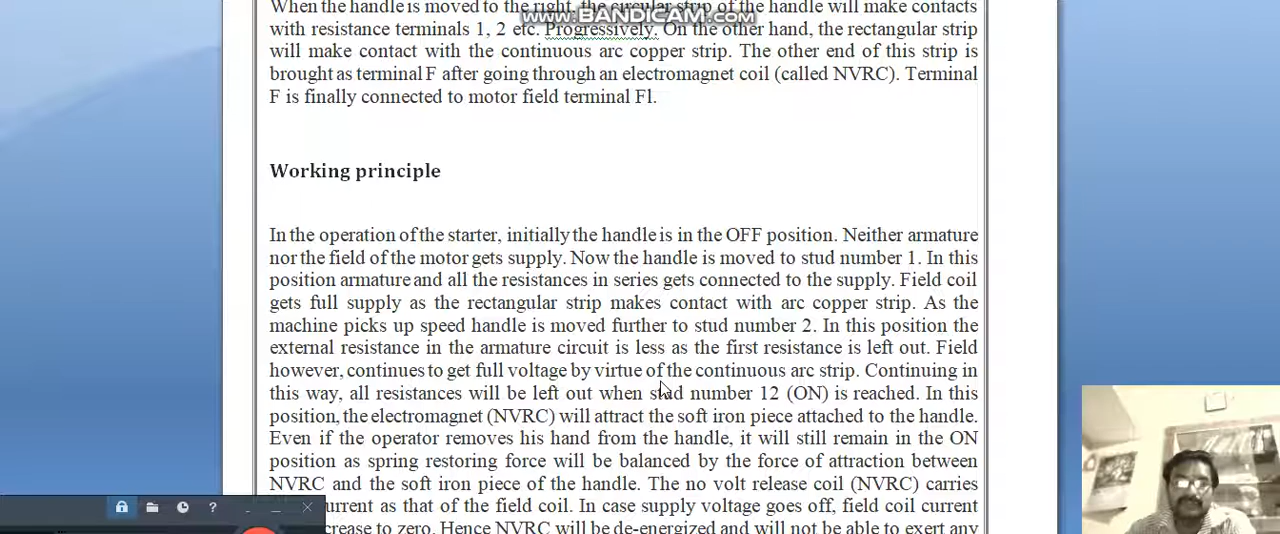 When the handle is moved to the right, the circular strip of the handle will make contacts
www.BANDICAM.com
with resistance terminals 1, 2 etc. Progressively. On the other hand, the rectangular strip
will make contact with the continuous arc copper strip. The other end of this strip is
brought as terminal F after going through an electromagnet coil (called NVRC). Terminal
F is finally connected to motor field terminal Fl.
Working principle
In the operation of the starter, initially the handle is in the OFF position. Neither armature
nor the field of the motor gets supply. Now the handle is moved to stud number 1. In this
position armature and all the resistances in series gets connected to the supply. Field coil
gets full supply as the rectangular strip makes contact with arc copper strip. As the
machine picks up speed handle is moved further to stud number 2. In this position the
external resistance in the armature circuit is less as the first resistance is left out. Field
however, continues to get full voltage by virtue of the continuous arc strip. Continuing in
this way, all resistances will be left out when stud number 12 (ON) is reached. In this
position, the electromagnet (NVRC) will attract the soft iron piece attached to the handle.
Even if the operator removes his hand from the handle, it will still remain in the ON
position as spring restoring force will be balanced by the force of attraction between
NVRC and the soft iron piece of the handle. The no volt release coil (NVRC) carries
urrent as that of the field coil. In case supply voltage goes off, field coil current
crease to zero. Hence NVRC will be de-energized and will not be able to exert any